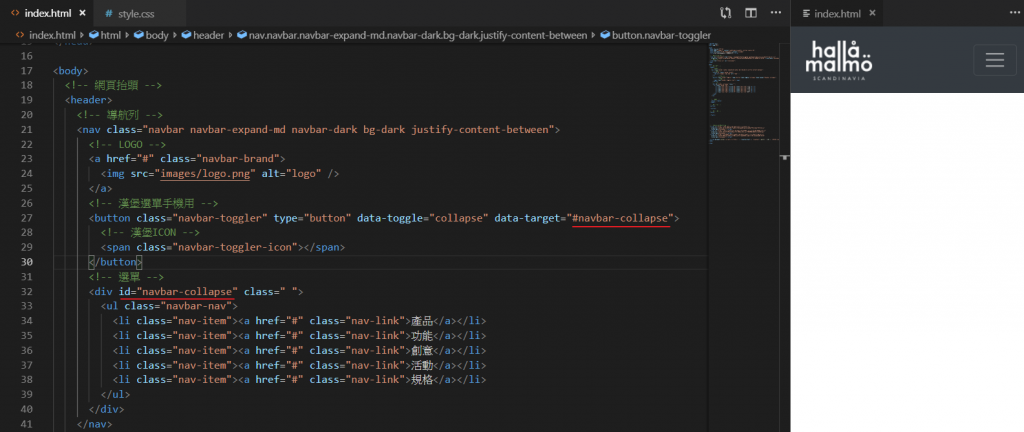 index.html
style.css
index.html
index.html > html > body > header > nav.navbar.navbar-expand-md.navbar-dark.bg-dark.justify-content-between > button.navbar-toggler
hallå
malmö
SCANDINAVIA
16
17 <body>
18 <!-- 網頁抬頭 -->
19 <header>
20 <!-- 導航列 -->
21 <nav class="navbar navbar-expand-md navbar-dark bg-dark justify-content-between">
22 <!-- LOGO -->
23 <a href="#" class="navbar-brand">
24 <img src="images/logo.png" alt="logo" />
25 </a>
26 <!-- 漢堡選單手機用 -->
27 <button class="navbar-toggler" type="button" data-toggle="collapse" data-target="#navbar-collapse">
28 <!-- 漢堡ICON -->
29 <span class="navbar-toggler-icon"></span>
30 </button>
31 <!-- 選單 -->
32 <div id="navbar-collapse" class=" ">
33 <ul class="navbar-nav">
34 <li class="nav-item"><a href="#" class="nav-link">產品</a></li>
35 <li class="nav-item"><a href="#" class="nav-link">功能</a></li>
36 <li class="nav-item"><a href="#" class="nav-link">創意</a></li>
37 <li class="nav-item"><a href="#" class="nav-link">活動</a></li>
38 <li class="nav-item"><a href="#" class="nav-link">規格</a></li>
39 </ul>
40 </div>
41 </nav>